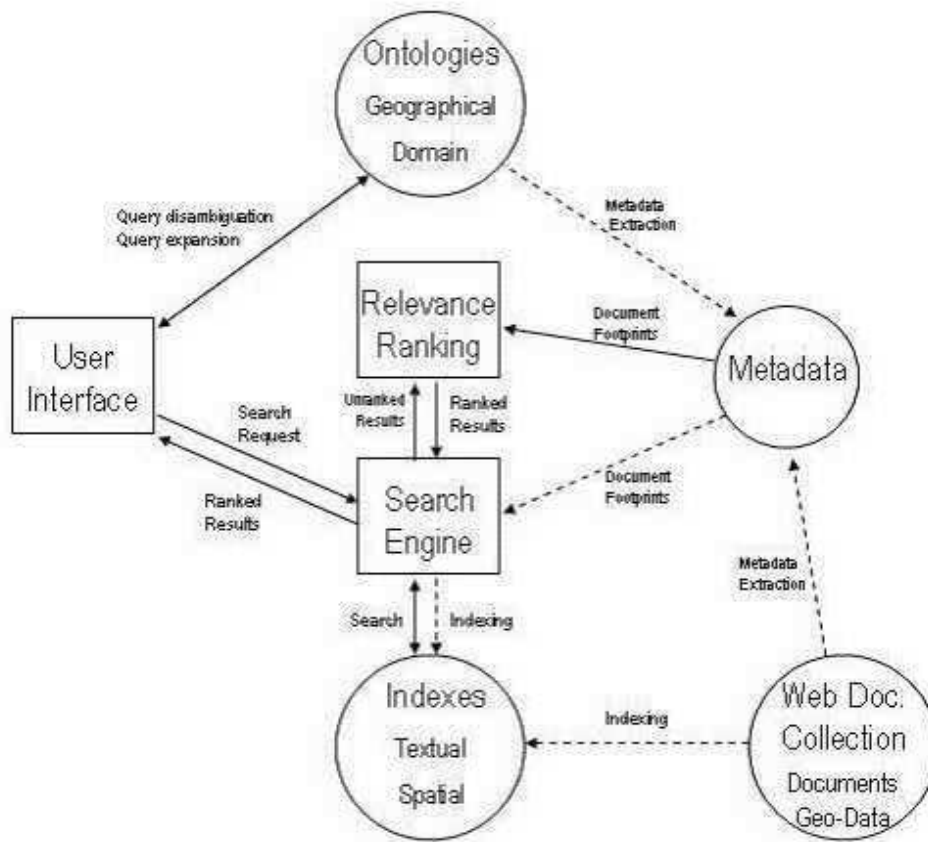 Ontologies
Geographical
Domain
Query disambiguation
Query expansion
Metadata
Extraction
Relevance
Ranking
Document
Footprints
User
Interface
Metadata
Unranked
Results
Ranked
Results
Search
Request
Ranked
Results
Search
Engine
Document
Footprints
Metadata
Extraction
Search
Indexing
Indexes
Textual
Spatial
Indexing
Web Doc.
Collection
Documents
Geo-Data